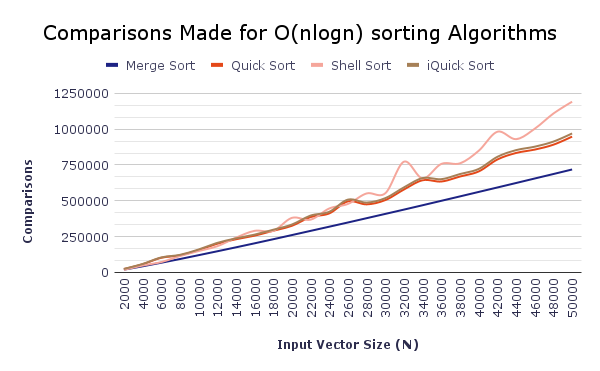 Comparisons Made for O(nlogn) sorting Algorithms
Merge Sort Quick Sort Shell Sort iQuick Sort
1250000
1000000
750000
500000
250000
0
Comparisons
2000 4000 6000 8000 10000 12000 14000 16000 18000 20000 22000 24000 26000 28000 30000 32000 34000 36000 38000 40000 42000 44000 46000 48000 50000
Input Vector Size (N)